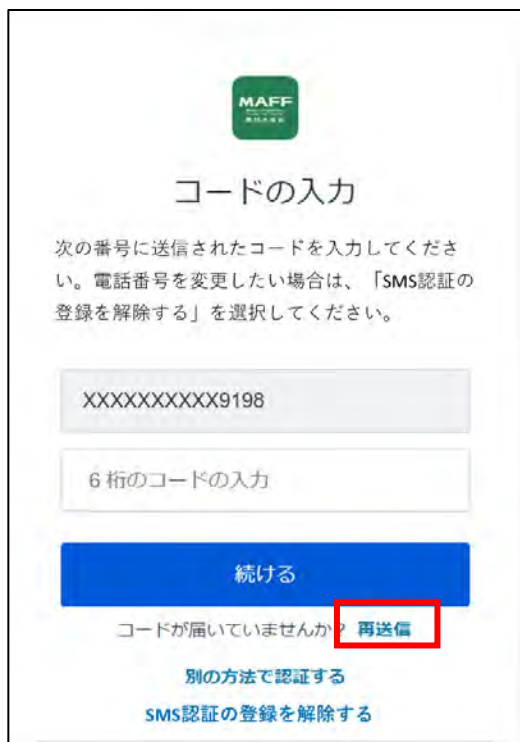 MAFF
コードの入力
次の番号に送信されたコードを入力してくださ
い。電話番号を変更したい場合は、「SMS認証の
登録を解除する」を選択してください。
XXXXXXXXXX9198
6 桁のコードの入力
続ける
コードが届いていませんか? 再送信
別の方法で認証する
SMS認証の登録を解除する